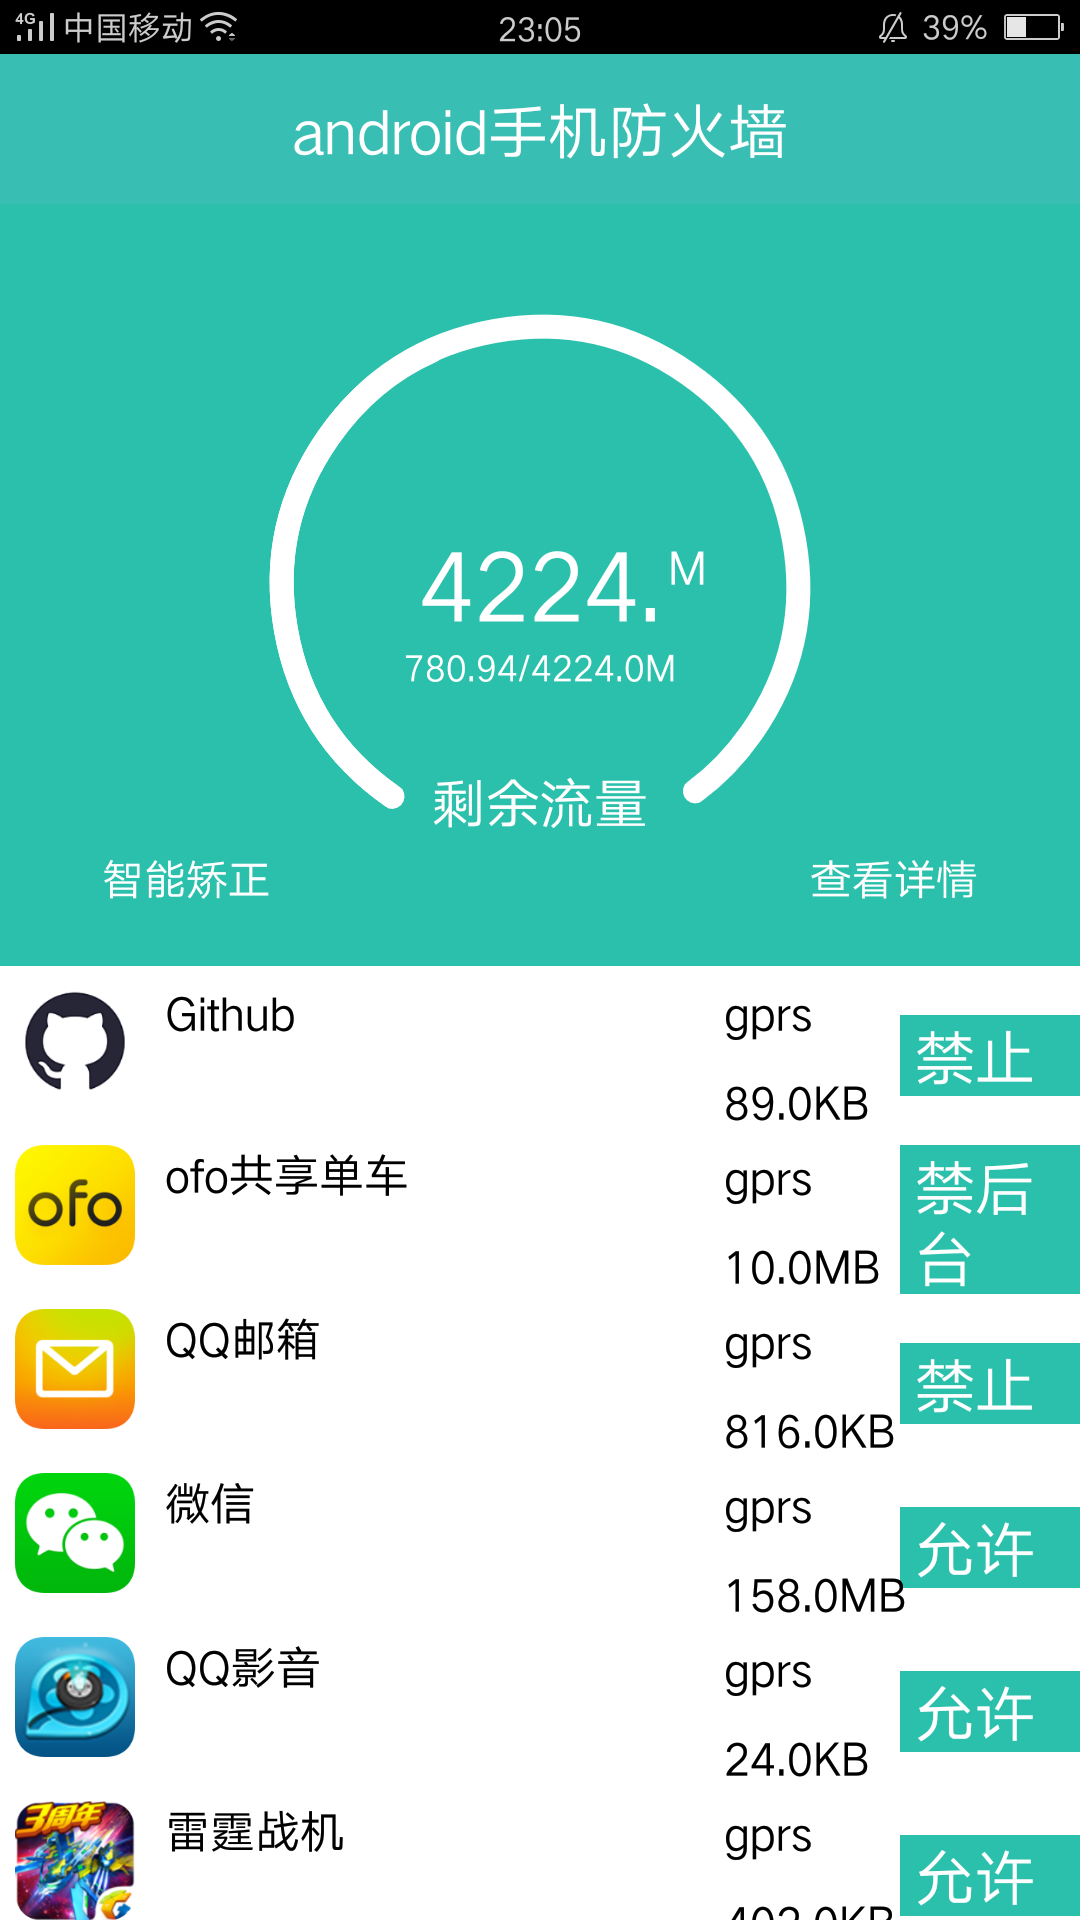 4G 中国移动 23:05 39%
android手机防火墙
4224. M
780.94/4224.0M
剩余流量
智能矫正 查看详情
Github gprs 禁止
89.0KB
ofo ofo共享单车 gprs 禁后
10.0MB 台
QQ邮箱 gprs 禁止
816.0KB
微信 gprs 允许
158.0MB
QQ影音 gprs 允许
24.0KB
3周年 雷霆战机 gprs 允许
402.0KB